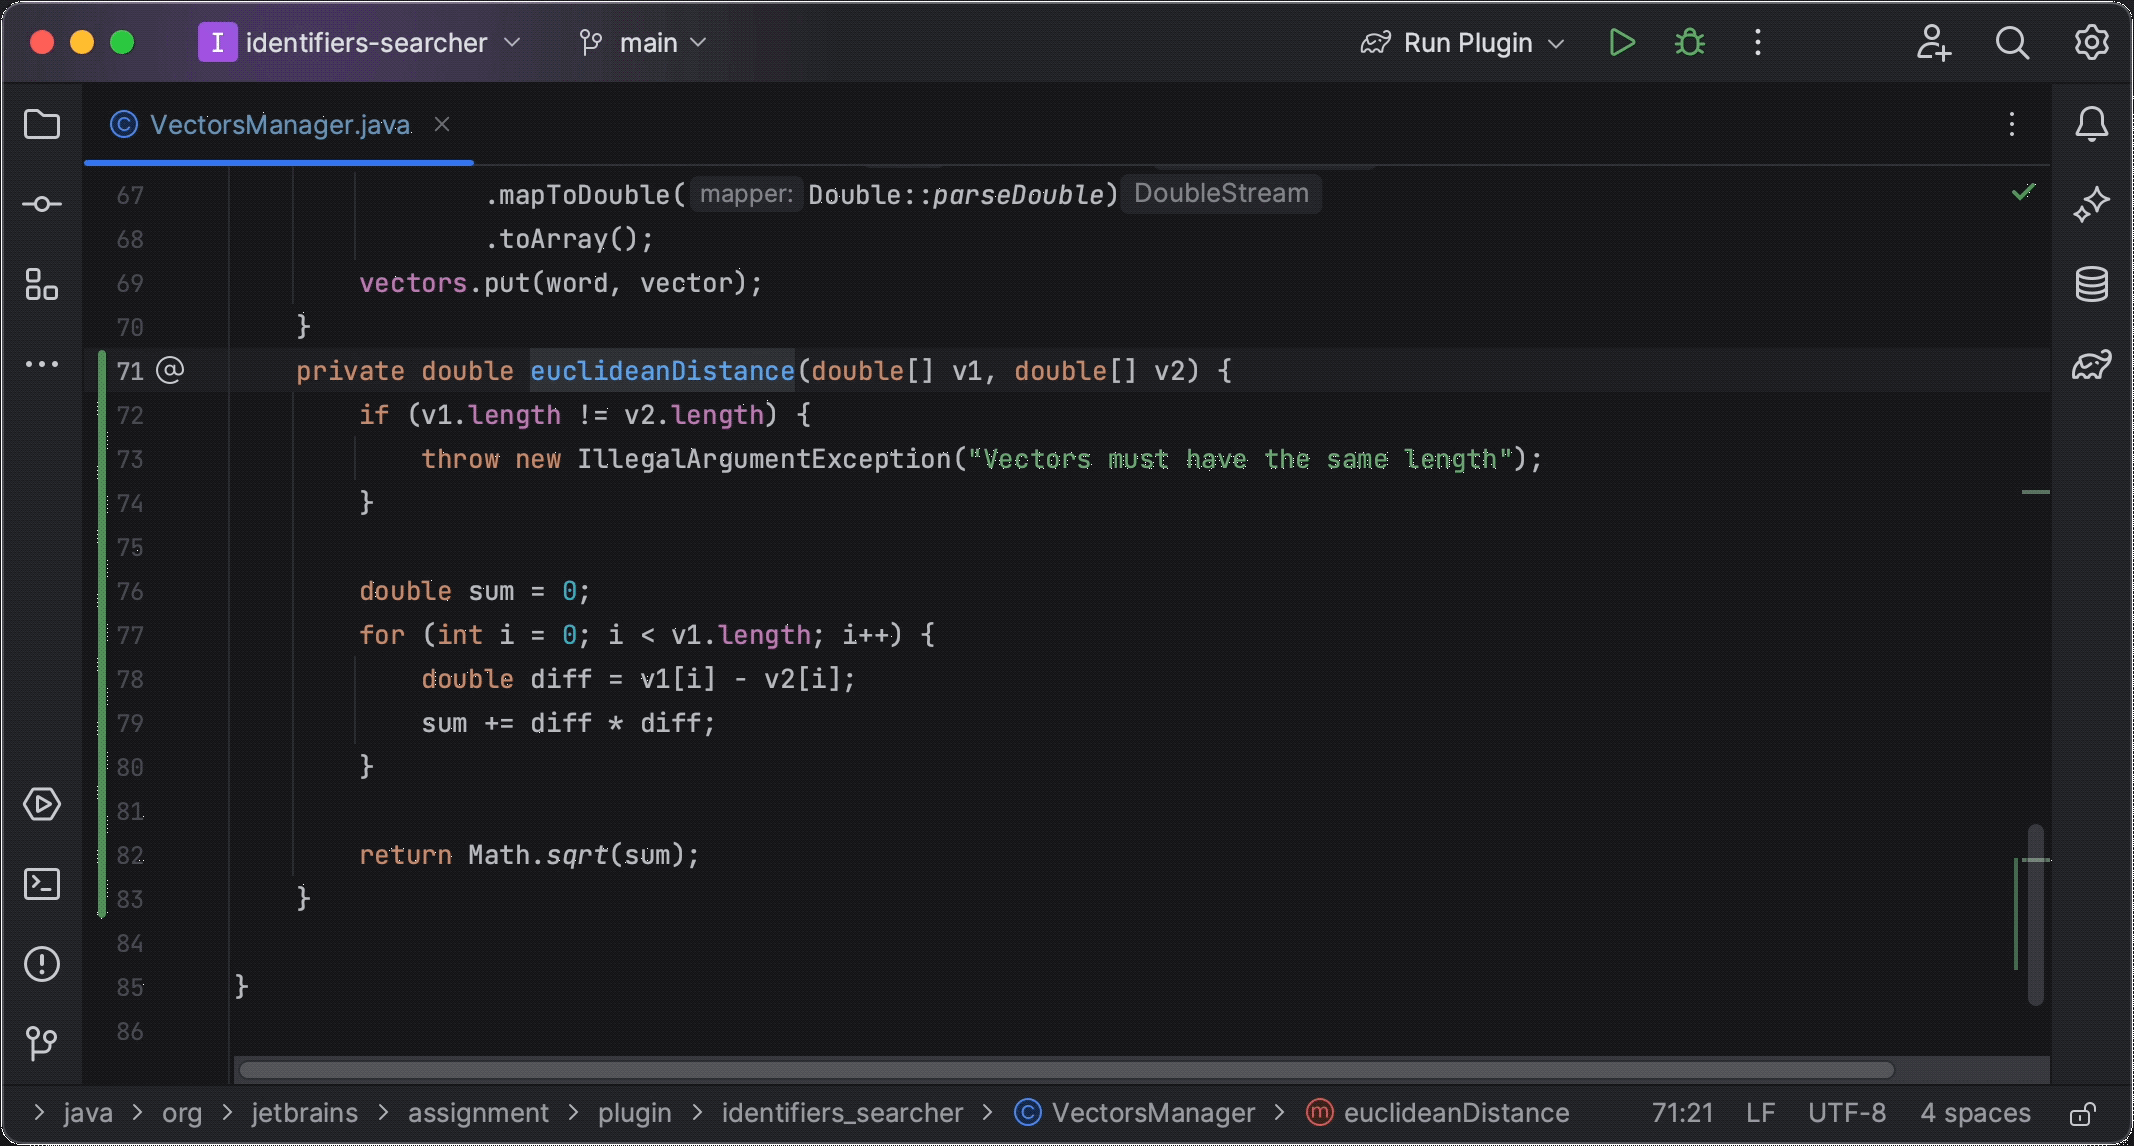 I identifiers-searcher main Run Plugin
VectorsManager.java
67 .mapToDouble( mapper: Double::parseDouble) DoubleStream
68 .toArray();
69 vectors.put(word, vector);
70 }
71 @ private double euclideanDistance(double[] v1, double[] v2) {
72 if (v1.length != v2.length) {
73 throw new IllegalArgumentException("Vectors must have the same length");
74 }
75
76 double sum = 0;
77 for (int i = 0; i < v1.length; i++) {
78 double diff = v1[i] - v2[i];
79 sum += diff * diff;
80 }
81
82 return Math.sqrt(sum);
83 }
84
85 }
86
> java > org > jetbrains > assignment > plugin > identifiers_searcher > C VectorsManager > m euclideanDistance 71:21 LF UTF-8 4 spaces